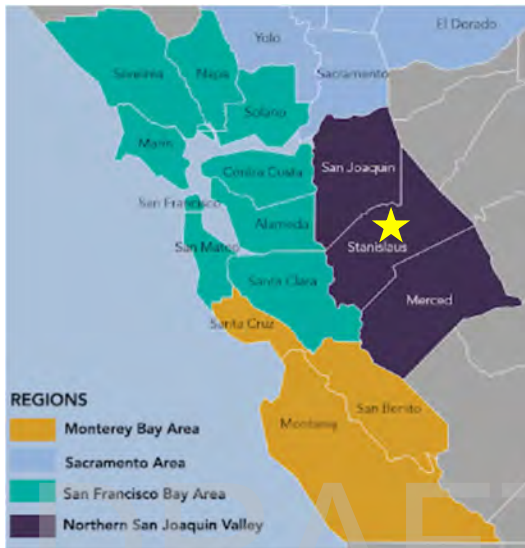 El Dorado
Yolo
Sonoma
Napa
Sacramento
Solano
Marin
Contra Costa
San Joaquin
San Francisco
Alameda
San Mateo
Stanislaus
Santa Clara
Merced
Santa Cruz
San Benito
Monterey
REGIONS
Monterey Bay Area
Sacramento Area
San Francisco Bay Area
Northern San Joaquin Valley